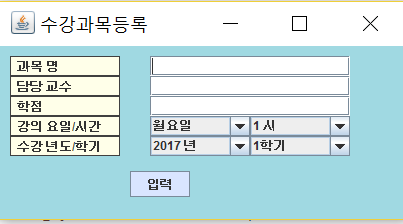 수강과목등록
과목 명
담당 교수
학점
강의 요일/시간 월요일 1 시
수강 년도/학기 2017 년 1학기
입력